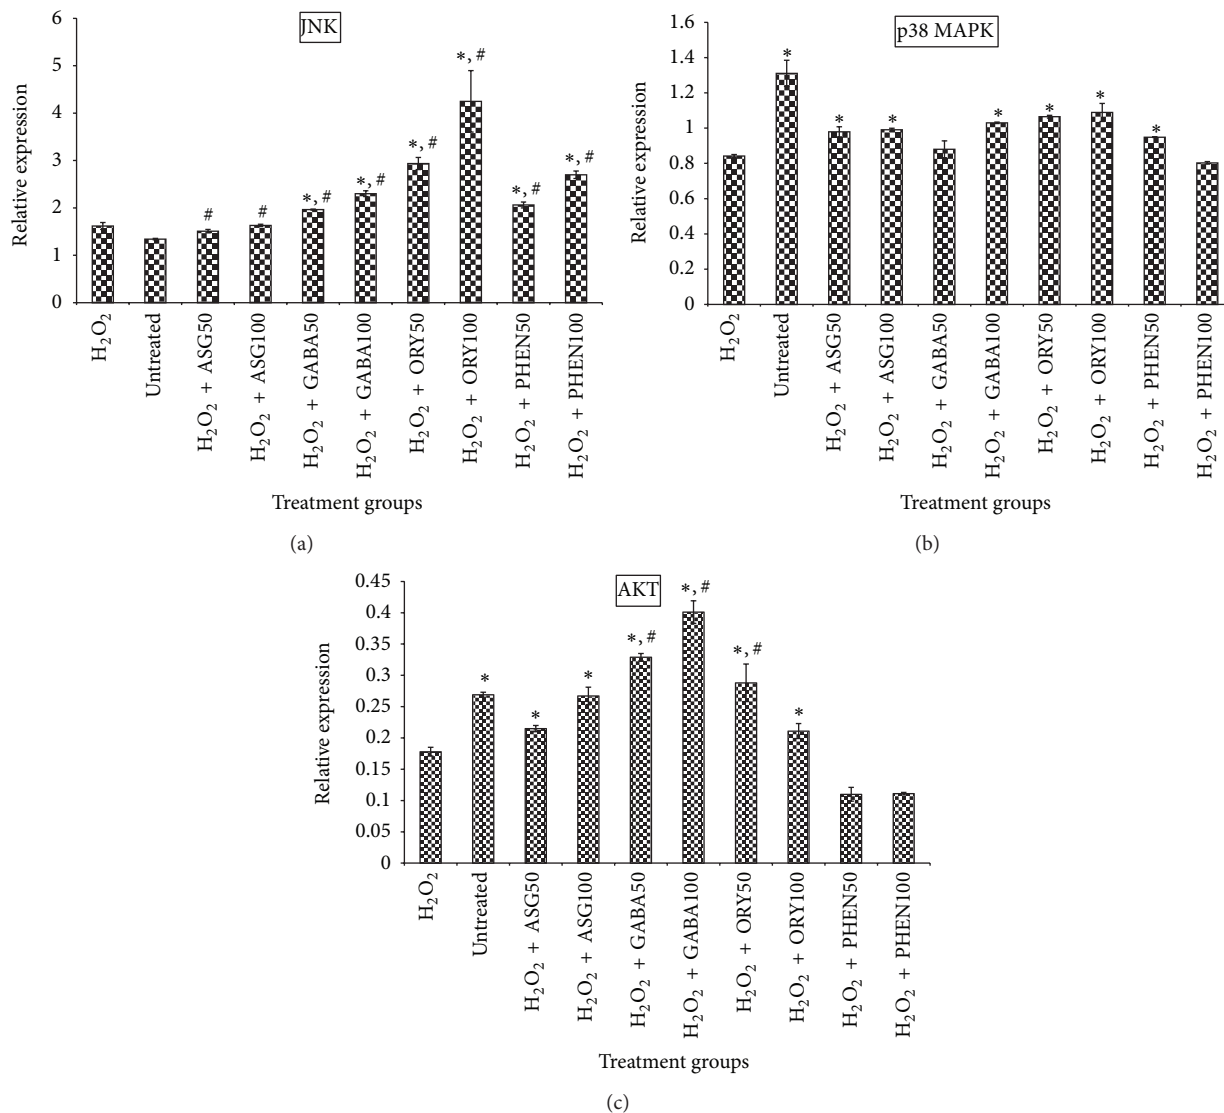 JNK
6
5
4
3
2
1
0
Relative expression
*, #
*, #
*, #
*, #
*, #
*, #
#
#
H₂O₂
Untreated
H₂O₂ + ASG50
H₂O₂ + ASG100
H₂O₂ + GABA50
H₂O₂ + GABA100
H₂O₂ + ORY50
H₂O₂ + ORY100
H₂O₂ + PHEN50
H₂O₂ + PHEN100
Treatment groups
(a)
p38 MAPK
1.6
1.4
1.2
1
0.8
0.6
0.4
0.2
0
Relative expression
*
*
*
*
*
*
*
H₂O₂
Untreated
H₂O₂ + ASG50
H₂O₂ + ASG100
H₂O₂ + GABA50
H₂O₂ + GABA100
H₂O₂ + ORY50
H₂O₂ + ORY100
H₂O₂ + PHEN50
H₂O₂ + PHEN100
Treatment groups
(b)
AKT
0.45
0.4
0.35
0.3
0.25
0.2
0.15
0.1
0.05
0
Relative expression
*
*
*
*, #
*, #
*, #
*
H₂O₂
Untreated
H₂O₂ + ASG50
H₂O₂ + ASG100
H₂O₂ + GABA50
H₂O₂ + GABA100
H₂O₂ + ORY50
H₂O₂ + ORY100
H₂O₂ + PHEN50
H₂O₂ + PHEN100
Treatment groups
(c)